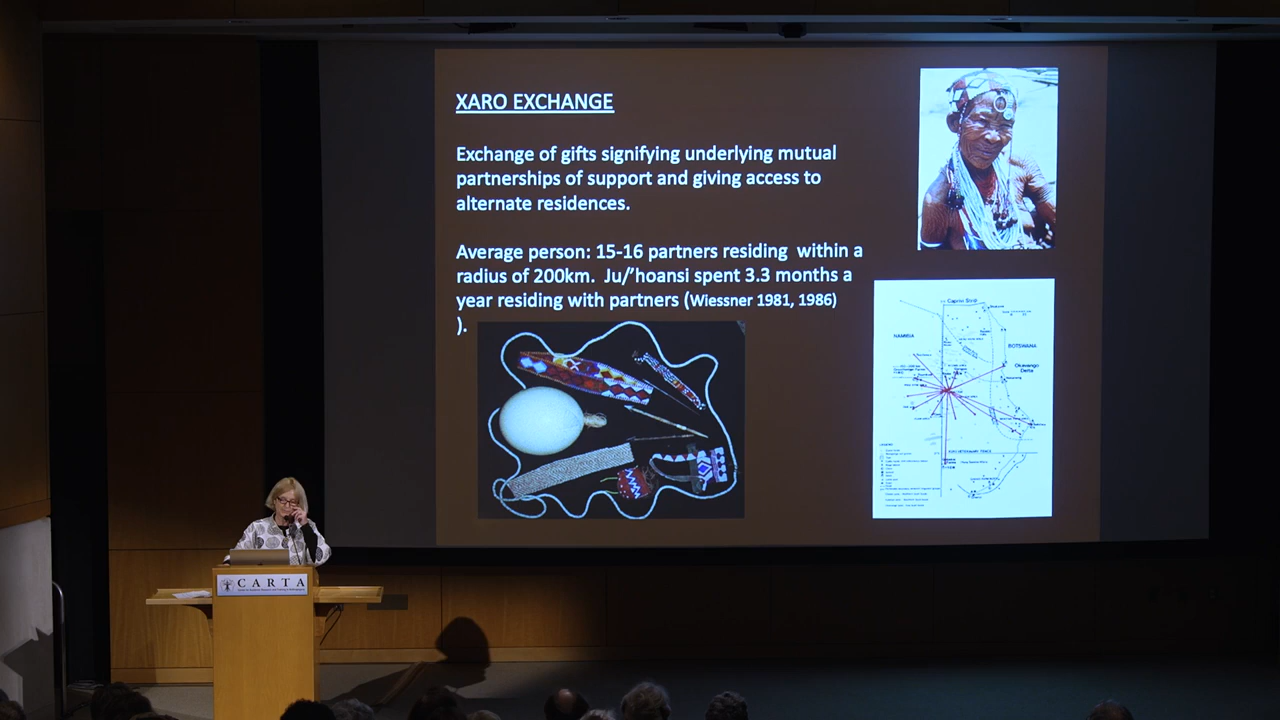 XARO EXCHANGE
Exchange of gifts signifying underlying mutual
partnerships of support and giving access to
alternate residences.
Average person: 15-16 partners residing within a
radius of 200km. Ju/'hoansi spent 3.3 months a
year residing with partners (Wiessner 1981, 1986)
).
Caprivi Strip
NAMIBIA
BOTSWANA
Okavango
Delta
CARTA